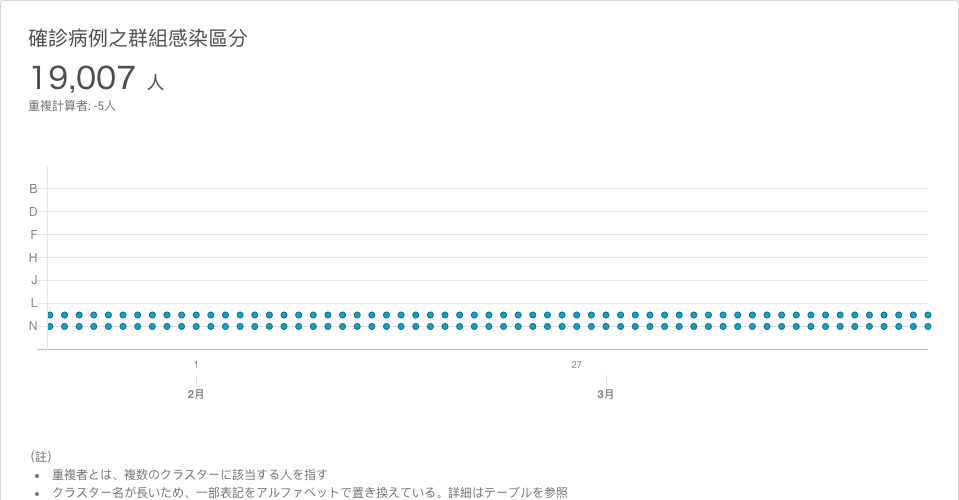 確診病例之群組感染區分
19,007 人
重複計算者: -5人
B
D
F
H
J
L
N
1
27
2月
3月
(註)
• 重複者とは、複数のクラスターに該当する人を指す
• クラスター名が長いため、一部表記をアルファベットで置き換えている。詳細はテーブルを参照